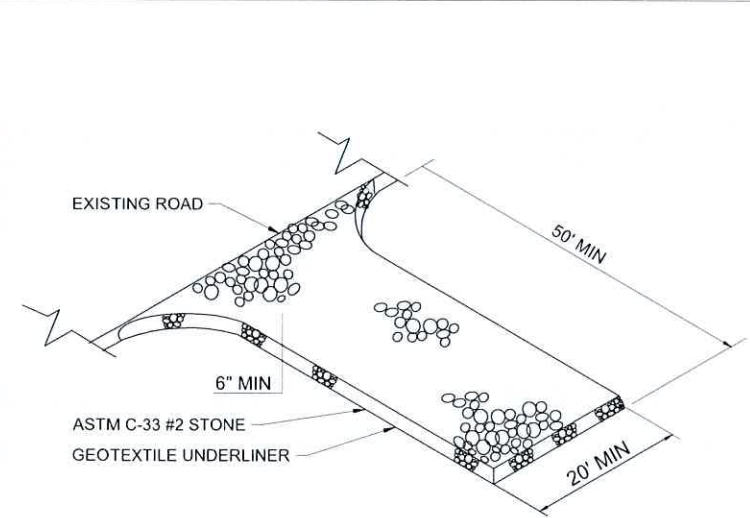 EXISTING ROAD
50' MIN
6" MIN
ASTM C-33 #2 STONE
GEOTEXTILE UNDERLINER
20' MIN